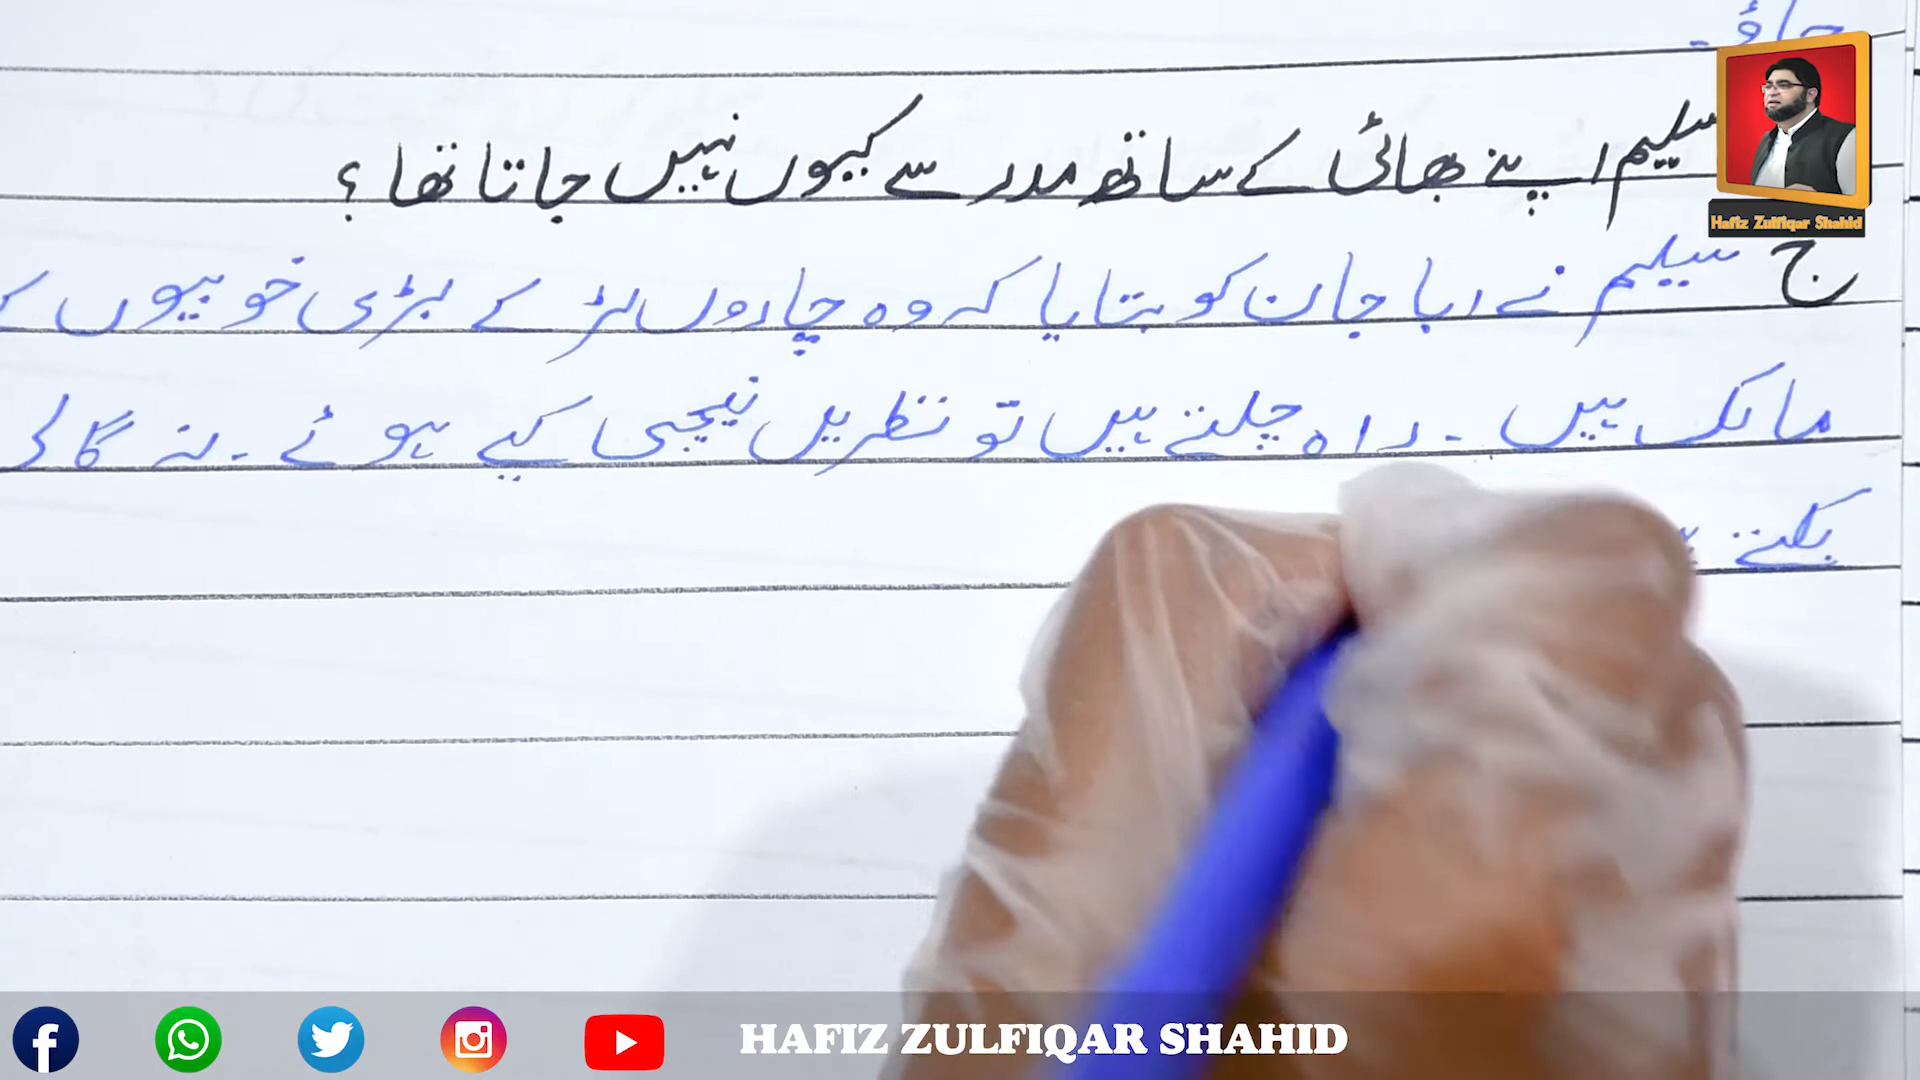 جاؤ۔
سلیم اپنے بھائی کے ساتھ مدرسے کیوں نہیں جاتا تھا؟
Hafiz Zulfiqar Shahid
ج سلیم نے ابا جان کو بتایا کہ وہ چاروں لڑکے بڑی خوبیوں کے
مالک ہیں۔ راہ چلتے ہیں تو نظریں نیچی کیے ہوئے۔ نہ گالی
بکتے
HAFIZ ZULFIQAR SHAHID